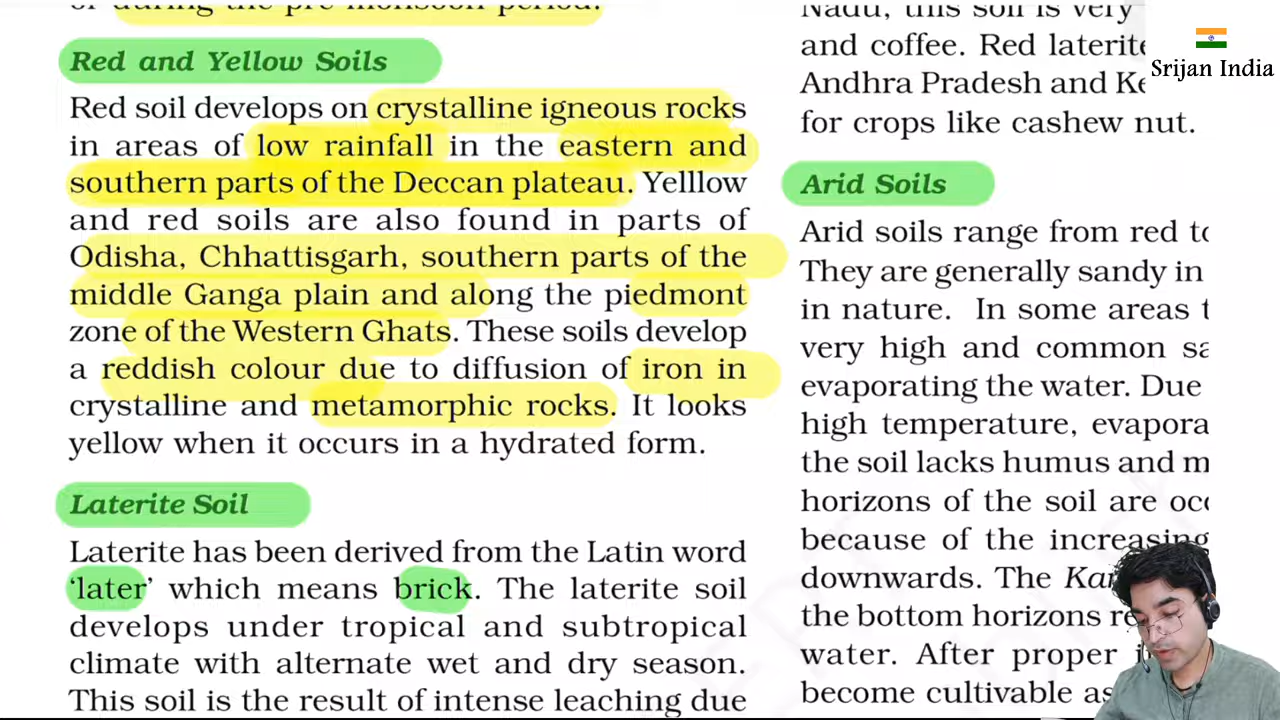 or during the pre monsoon period.
Red and Yellow Soils
Red soil develops on crystalline igneous rocks
in areas of low rainfall in the eastern and
southern parts of the Deccan plateau. Yelllow
and red soils are also found in parts of
Odisha, Chhattisgarh, southern parts of the
middle Ganga plain and along the piedmont
zone of the Western Ghats. These soils develop
a reddish colour due to diffusion of iron in
crystalline and metamorphic rocks. It looks
yellow when it occurs in a hydrated form.
Laterite Soil
Laterite has been derived from the Latin word
‘later’ which means brick. The laterite soil
develops under tropical and subtropical
climate with alternate wet and dry season.
This soil is the result of intense leaching due
Nadu, this soil is very
and coffee. Red
Andhra Pradesh and
for crops like cashew nut.
Arid Soils
Arid soils range from red
They are generally sandy in
in nature. In some areas
very high and common
evaporating the water. Due
high temperature,
the soil lacks humus and
horizons of the soil are
because of the increasing
downwards. The
the bottom horizons
water. After proper
become cultivable as
Srijan India